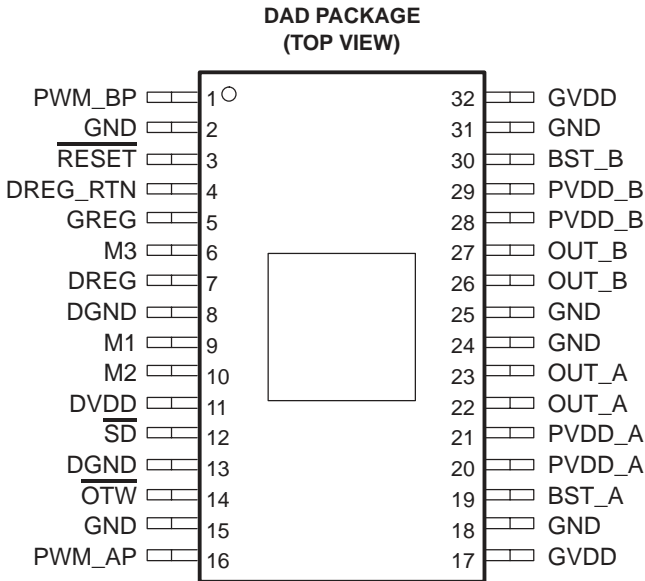 DAD PACKAGE
(TOP VIEW)
PWM_BP 1 32 GVDD
GND 2 31 GND
RESET 3 30 BST_B
DREG_RTN 4 29 PVDD_B
GREG 5 28 PVDD_B
M3 6 27 OUT_B
DREG 7 26 OUT_B
DGND 8 25 GND
M1 9 24 GND
M2 10 23 OUT_A
DVDD 11 22 OUT_A
SD 12 21 PVDD_A
DGND 13 20 PVDD_A
OTW 14 19 BST_A
GND 15 18 GND
PWM_AP 16 17 GVDD